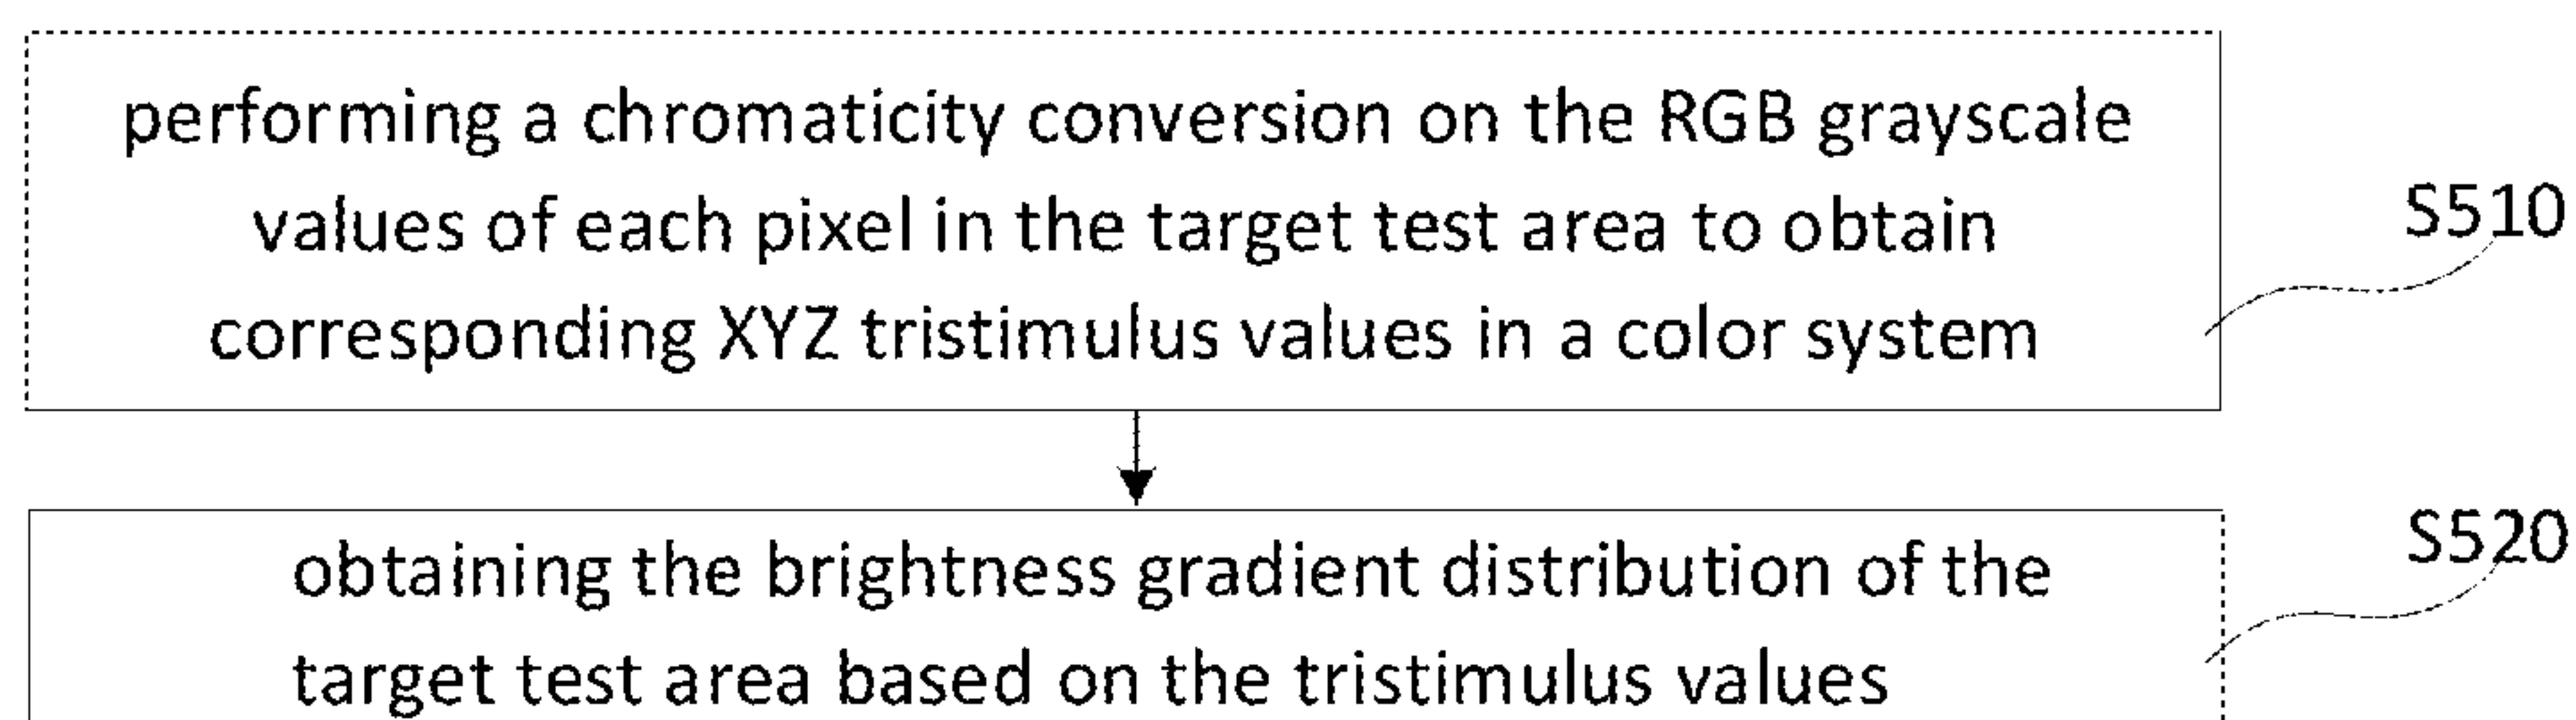 performing a chromaticity conversion on the RGB grayscale
values of each pixel in the target test area to obtain
corresponding XYZ tristimulus values in a color system
S510
obtaining the brightness gradient distribution of the
target test area based on the tristimulus values
S520